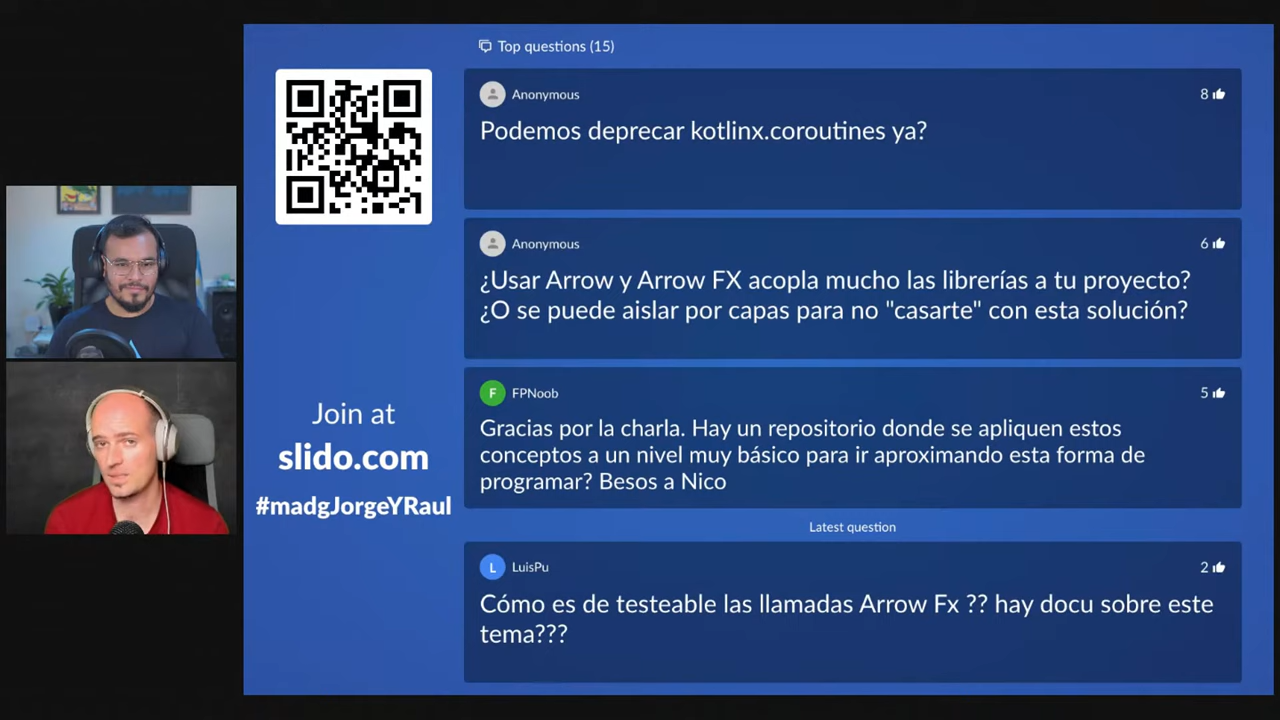 Top questions (15)
Anonymous
8
Podemos deprecar kotlinx.coroutines ya?
Anonymous
6
¿Usar Arrow y Arrow FX acopla mucho las librerías a tu proyecto?
¿O se puede aislar por capas para no "casarte" con esta solución?
F
FPNoob
5
Gracias por la charla. Hay un repositorio donde se apliquen estos
conceptos a un nivel muy básico para ir aproximando esta forma de
programar? Besos a Nico
Latest question
L
LuisPu
2
Cómo es de testeable las llamadas Arrow Fx ?? hay docu sobre este
tema???
Join at
slido.com
#madgJorgeYRaul